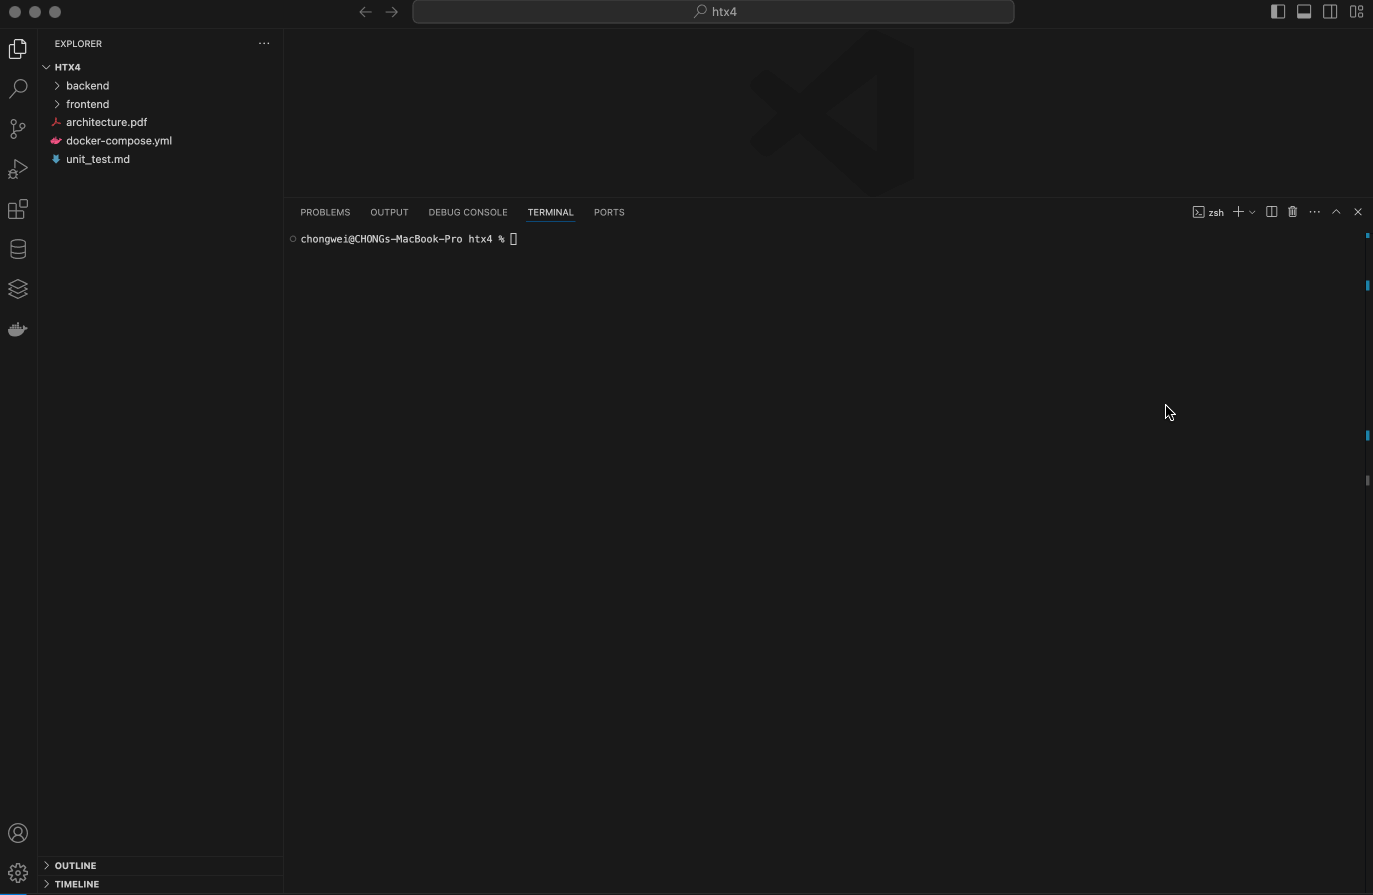 htx4
EXPLORER
HTX4
backend
frontend
architecture.pdf
docker-compose.yml
unit_test.md
PROBLEMS OUTPUT DEBUG CONSOLE TERMINAL PORTS
zsh
chongwei@CHONGs-MacBook-Pro htx4 %
OUTLINE
TIMELINE